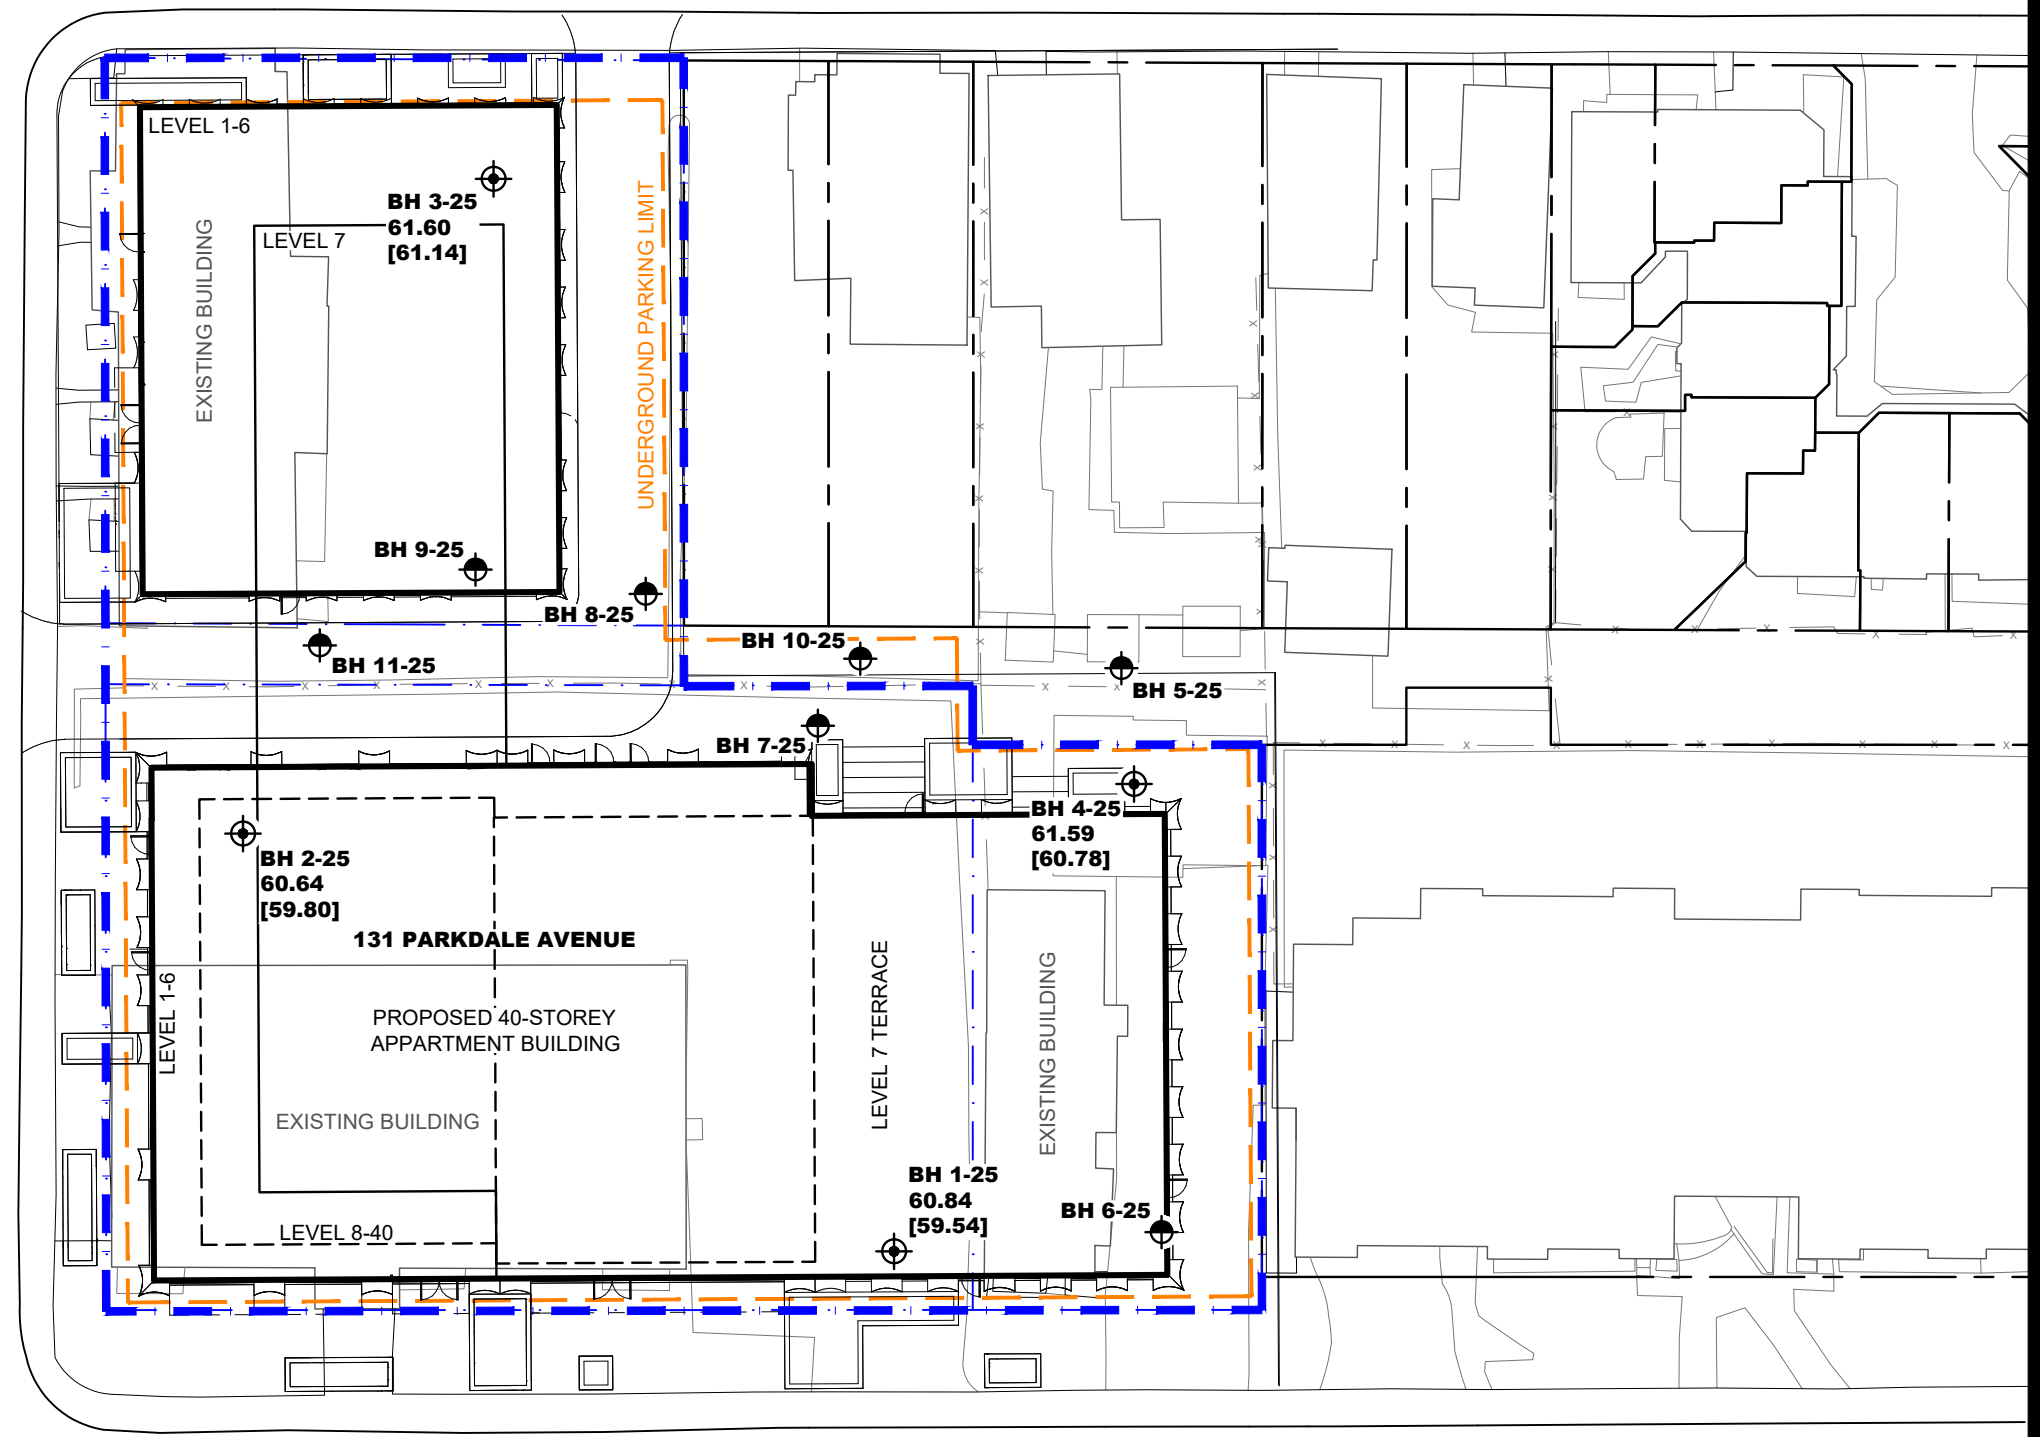 LEVEL 1-6
BH 3-25
61.60
[61.14]
LEVEL 7
EXISTING BUILDING
UNDERGROUND PARKING LIMIT
BH 9-25
BH 8-25
BH 11-25
BH 10-25
BH 5-25
BH 7-25
BH 4-25
61.59
[60.78]
BH 2-25
60.64
[59.80]
131 PARKDALE AVENUE
LEVEL 1-6
PROPOSED 40-STOREY
APPARTMENT BUILDING
LEVEL 7 TERRACE
EXISTING BUILDING
EXISTING BUILDING
BH 1-25
60.84
[59.54]
BH 6-25
LEVEL 8-40